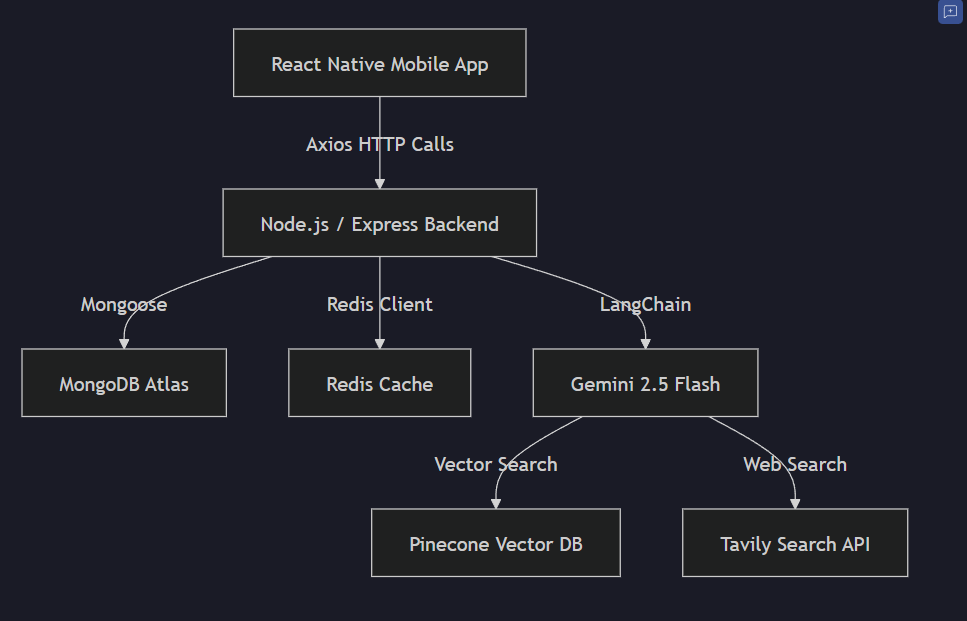 React Native Mobile App
Axios HTTP Calls
Node.js / Express Backend
Mongoose
Redis Client
LangChain
MongoDB Atlas
Redis Cache
Gemini 2.5 Flash
Vector Search
Web Search
Pinecone Vector DB
Tavily Search API